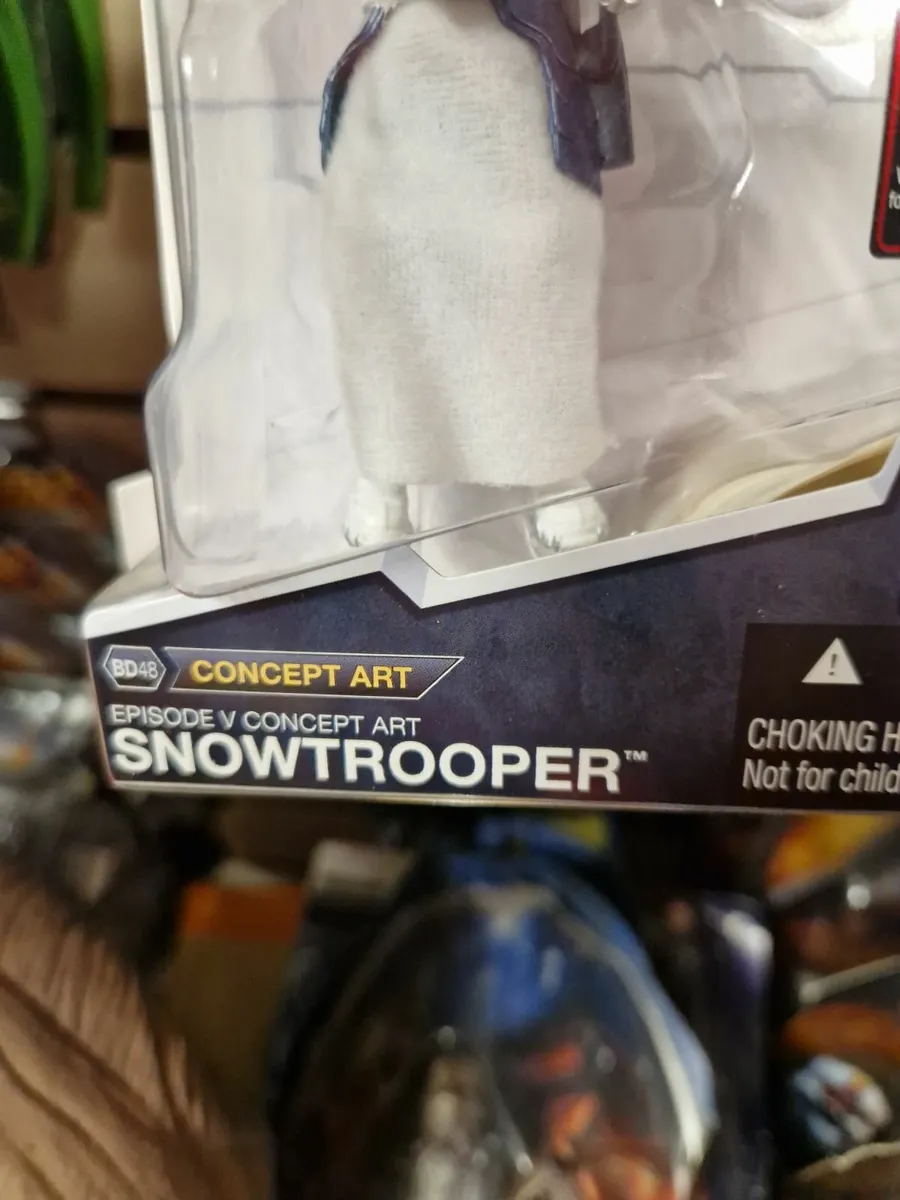 BD48
CONCEPT ART
EPISODE V CONCEPT ART
SNOWTROOPER™
CHOKING H
Not for child